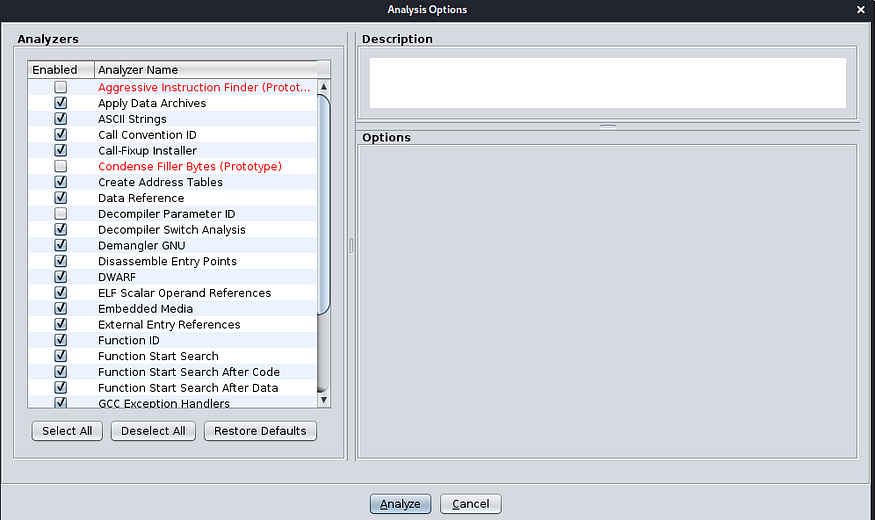 Analysis Options
Analyzers
Enabled Analyzer Name
Aggressive Instruction Finder (Protot...
Apply Data Archives
ASCII Strings
Call Convention ID
Call-Fixup Installer
Condense Filler Bytes (Prototype)
Create Address Tables
Data Reference
Decompiler Parameter ID
Decompiler Switch Analysis
Demangler GNU
Disassemble Entry Points
DWARF
ELF Scalar Operand References
Embedded Media
External Entry References
Function ID
Function Start Search
Function Start Search After Code
Function Start Search After Data
GCC Exception Handlers
Select All Deselect All Restore Defaults
Description
Options
Analyze Cancel